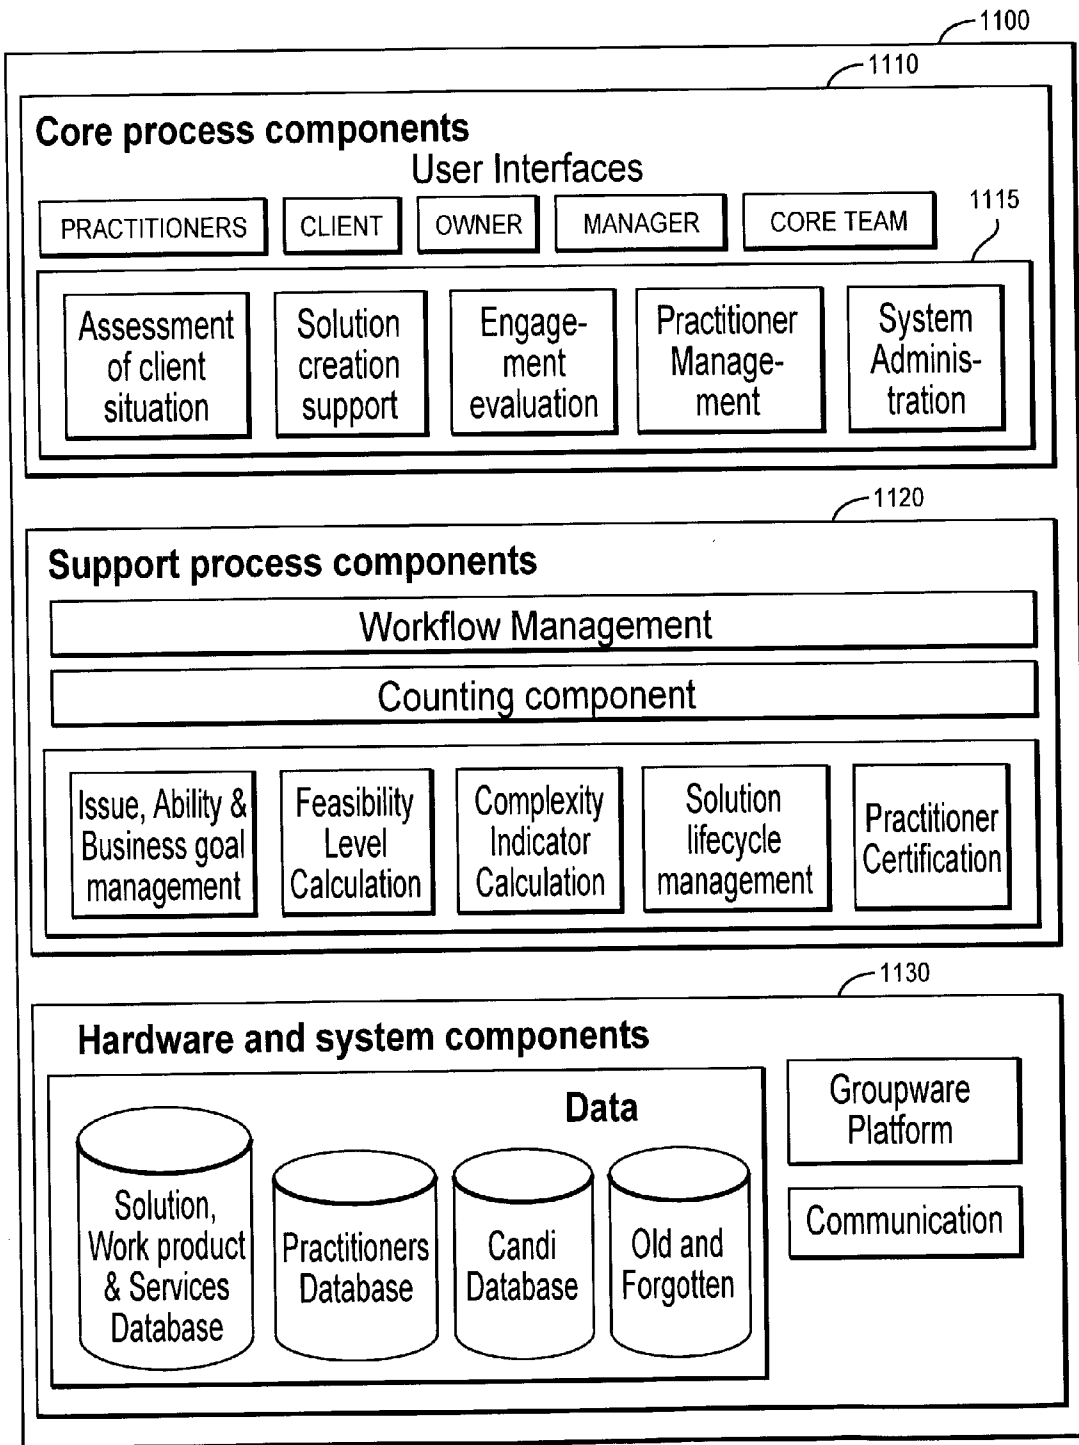 1100
1110
Core process components
User Interfaces
PRACTITIONERS
CLIENT
OWNER
MANAGER
CORE TEAM
1115
Assessment
of client
situation
Solution
creation
support
Engage-
ment
evaluation
Practitioner
Manage-
ment
System
Adminis-
tration
1120
Support process components
Workflow Management
Counting component
Issue, Ability &
Business goal
management
Feasibility
Level
Calculation
Complexity
Indicator
Calculation
Solution
lifecycle
management
Practitioner
Certification
1130
Hardware and system components
Data
Solution,
Work product
& Services
Database
Practitioners
Database
Candi
Database
Old and
Forgotten
Groupware
Platform
Communication